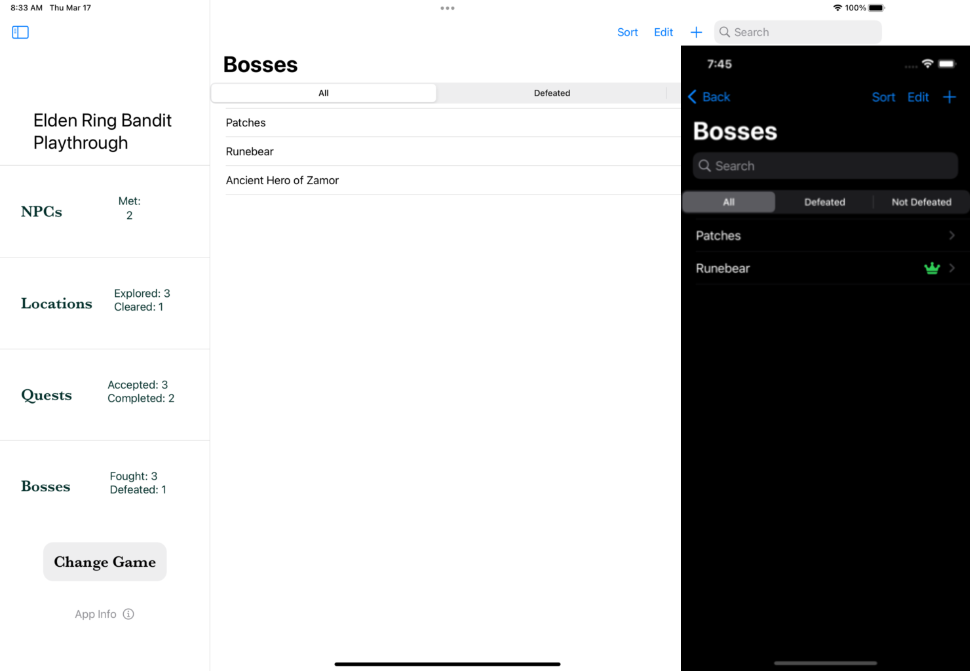 8:33 AM Thu Mar 17
100%
Sort Edit + Search
Bosses
All Defeated
Patches
Runebear
Ancient Hero of Zamor
Elden Ring Bandit
Playthrough
NPCs
Met:
2
Locations
Explored: 3
Cleared: 1
Quests
Accepted: 3
Completed: 2
Bosses
Fought: 3
Defeated: 1
Change Game
App Info
7:45
Back Sort Edit +
Bosses
Search
All Defeated Not Defeated
Patches
Runebear